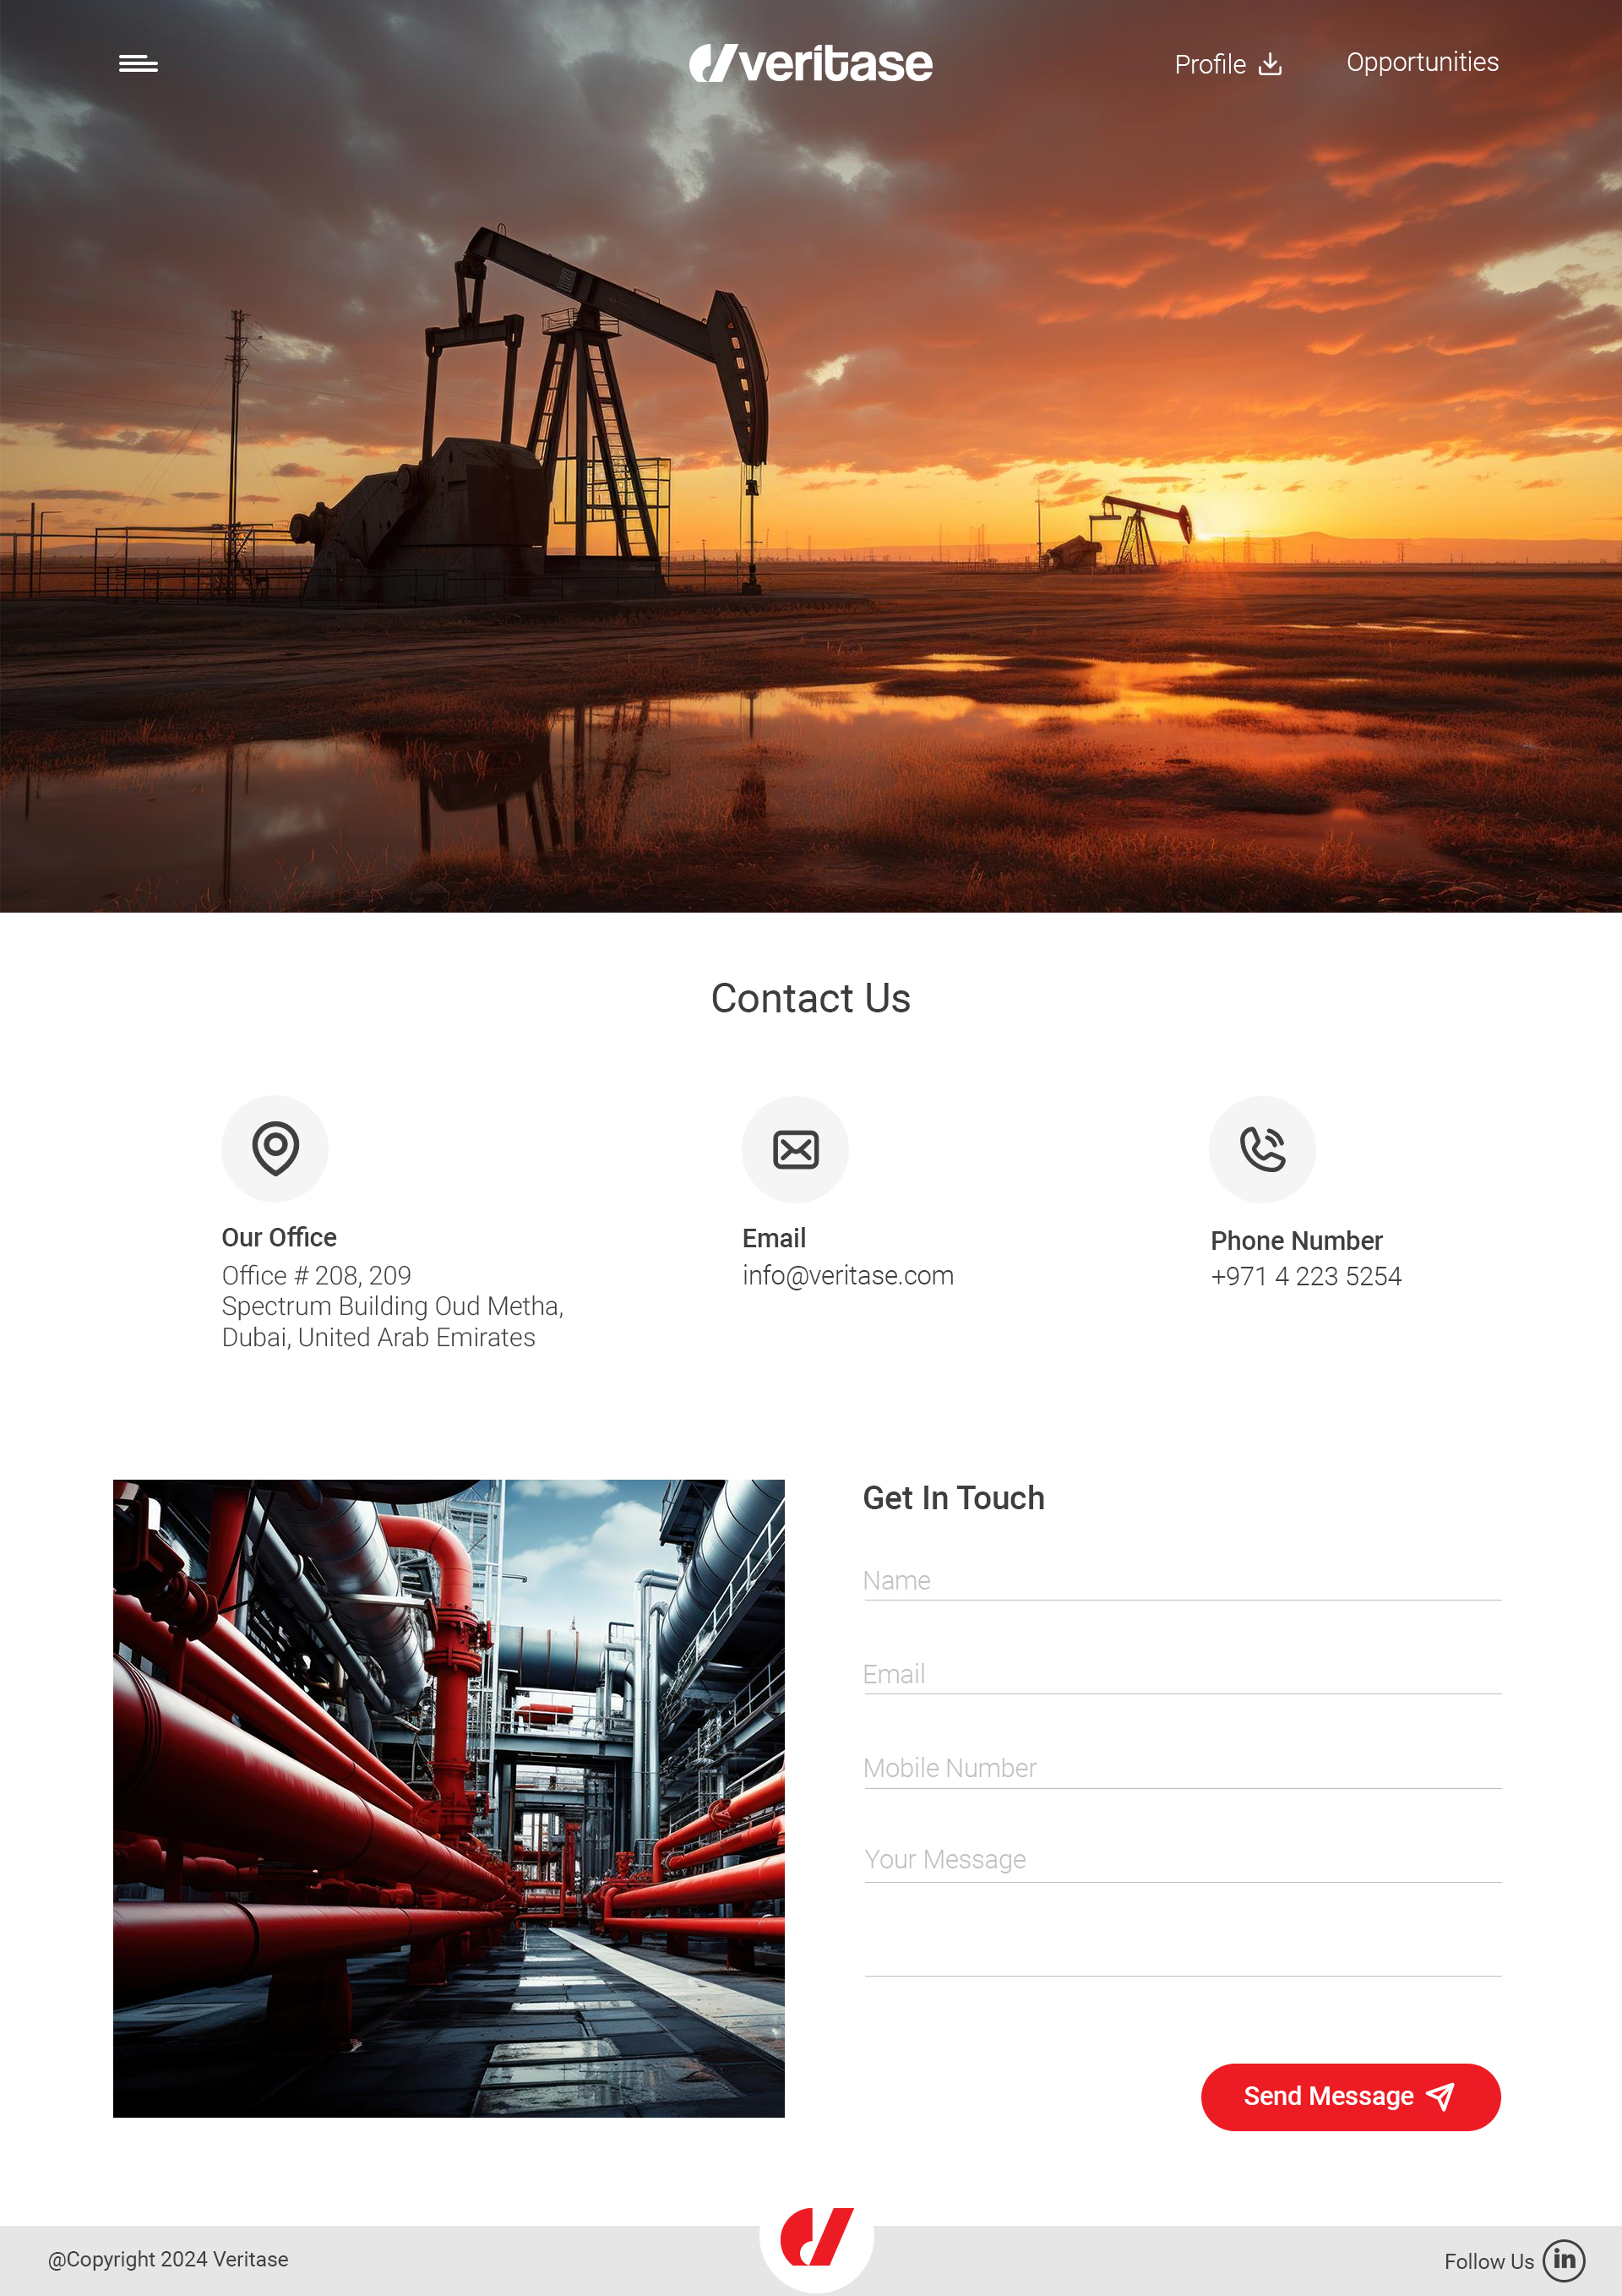 veritase
Profile
Opportunities
Contact Us
Our Office
Office # 208, 209
Spectrum Building Oud Metha,
Dubai, United Arab Emirates
Email
info@veritase.com
Phone Number
+971 4 223 5254
Get In Touch
Name
Email
Mobile Number
Your Message
Send Message
@Copyright 2024 Veritase
Follow Us
in